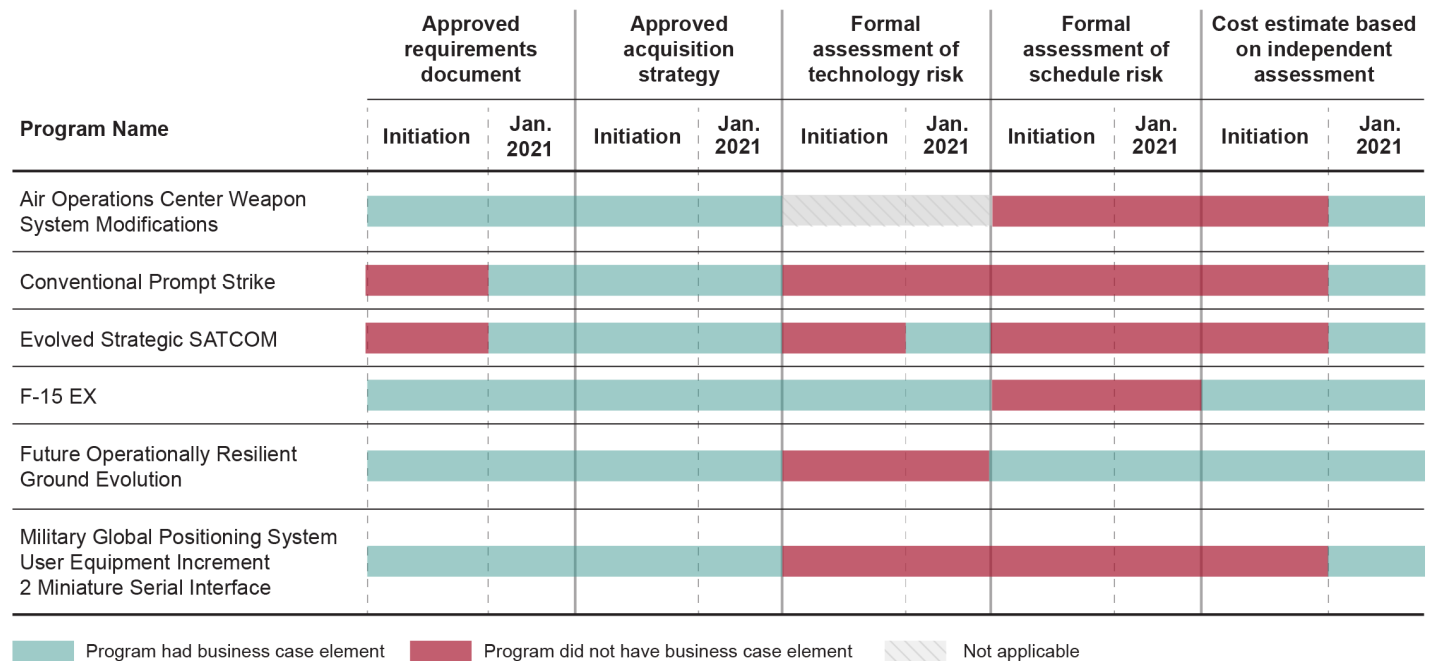 Approved requirements document
Approved acquisition strategy
Formal assessment of technology risk
Formal assessment of schedule risk
Cost estimate based on independent assessment
Program Name
Initiation
Jan. 2021
Initiation
Jan. 2021
Initiation
Jan. 2021
Initiation
Jan. 2021
Initiation
Jan. 2021
Air Operations Center Weapon
System Modifications
Conventional Prompt Strike
Evolved Strategic SATCOM
F-15 EX
Future Operationally Resilient
Ground Evolution
Military Global Positioning System
User Equipment Increment
2 Miniature Serial Interface
Program had business case element
Program did not have business case element
Not applicable